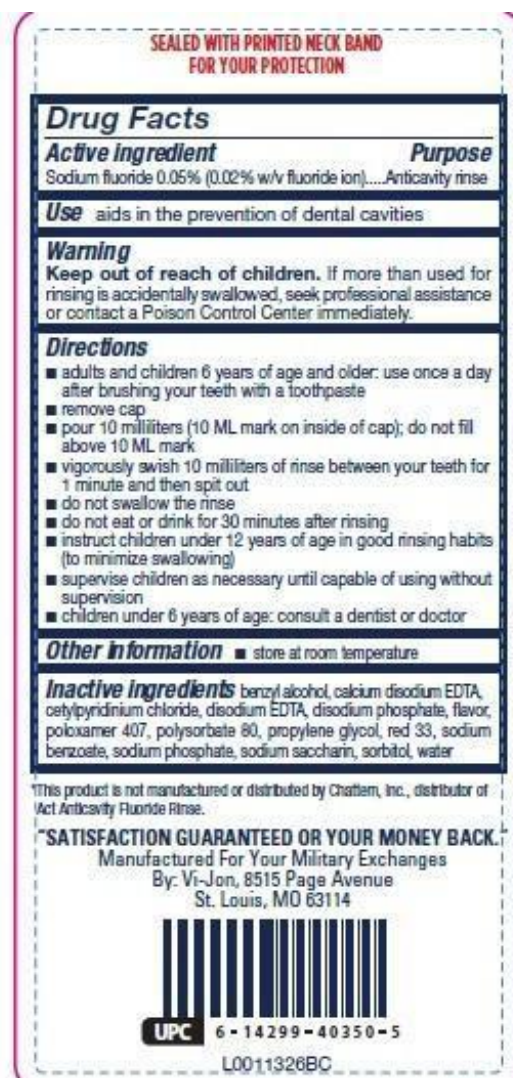 SEALED WITH PRINTED NECK BAND
FOR YOUR PROTECTION
Drug Facts
Active ingredient Purpose
Sodium fluoride 0.05% (0.02% w/v fluoride ion).....Anticavity rinse
Use aids in the prevention of dental cavities
Warning
Keep out of reach of children. If more than used for
rinsing is accidentally swallowed, seek professional assistance
or contact a Poison Control Center immediately.
Directions
■ adults and children 6 years of age and older: use once a day
after brushing your teeth with a toothpaste
■ remove cap
■ pour 10 milliliters (10 ML mark on inside of cap); do not fill
above 10 ML mark
■ vigorously swish 10 milliliters of rinse between your teeth for
1 minute and then spit out
■ do not swallow the rinse
■ do not eat or drink for 30 minutes after rinsing
■ instruct children under 12 years of age in good rinsing habits
(to minimize swallowing)
■ supervise children as necessary until capable of using without
supervision
■ children under 6 years of age: consult a dentist or doctor
Other information ■ store at room temperature
Inactive ingredients benzyl alcohol, calcium disodium EDTA,
cetylpyridinium chloride, disodium EDTA, disodium phosphate, flavor,
poloxamer 407, polysorbate 80, propylene glycol, red 33, sodium
benzoate, sodium phosphate, sodium saccharin, sorbitol, water
*This product is not manufactured or distributed by Chattem, Inc., distributor of
Act Anticavity Fluoride Rinse.
"SATISFACTION GUARANTEED OR YOUR MONEY BACK."
Manufactured For Your Military Exchanges
By: Vi-Jon, 8515 Page Avenue
St. Louis, MO 63114
UPC 6-14299-40350-5
L0011326BC